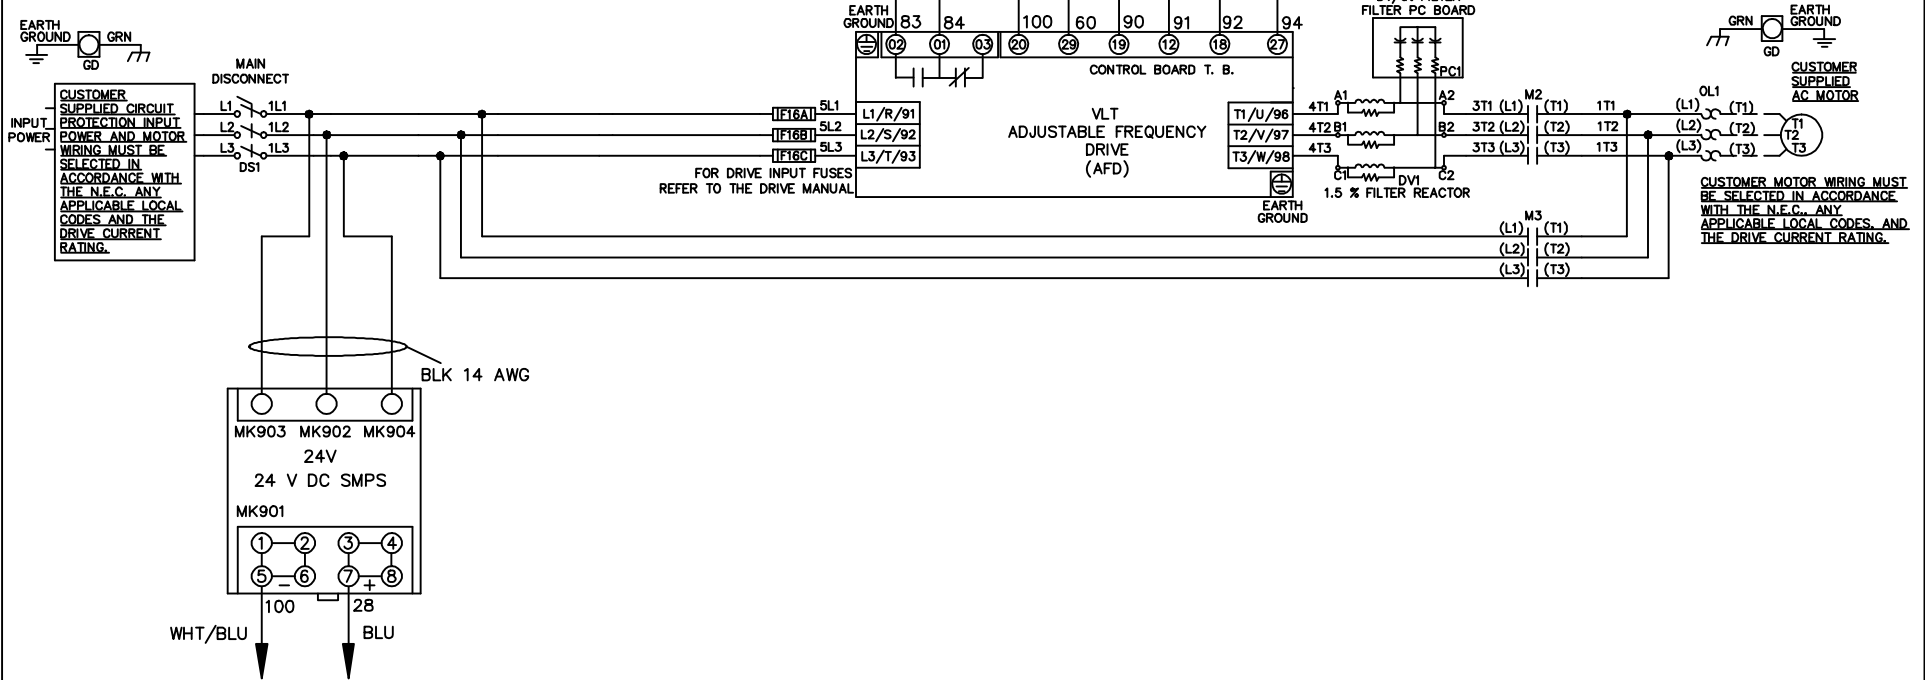 EARTH
GROUND
GRN
GD
CUSTOMER
SUPPLIED CIRCUIT
PROTECTION INPUT
POWER AND MOTOR
WIRING MUST BE
SELECTED IN
ACCORDANCE WITH
THE N.E.C. ANY
APPLICABLE LOCAL
CODES AND THE
DRIVE CURRENT
RATING.
INPUT
POWER
MAIN
DISCONNECT
L1 1L1
L2 1L2
L3 1L3
DS1
F16A 5L1
F16B 5L2
F16C 5L3
FOR DRIVE INPUT FUSES
REFER TO THE DRIVE MANUAL
EARTH
GROUND
83 84 100 60 90 91 92 94
02 01 03 20 29 19 12 18 27
CONTROL BOARD T. B.
L1/R/91
L2/S/92
L3/T/93
VLT
ADJUSTABLE FREQUENCY
DRIVE
(AFD)
T1/U/96
T2/V/97
T3/W/98
EARTH
GROUND
FILTER PC BOARD
PC1
4T1 A1 A2
4T2 B1 B2
4T3 C1 C2
DV1
1.5 % FILTER REACTOR
M2
3T1 (L1) (T1) 1T1
3T2 (L2) (T2) 1T2
3T3 (L3) (T3) 1T3
M3
(L1) (T1)
(L2) (T2)
(L3) (T3)
OL1
(L1) (T1)
(L2) (T2)
(L3) (T3)
T1
T2
T3
GRN
EARTH
GROUND
GD
CUSTOMER
SUPPLIED
AC MOTOR
CUSTOMER MOTOR WIRING MUST
BE SELECTED IN ACCORDANCE
WITH THE N.E.C., ANY
APPLICABLE LOCAL CODES, AND
THE DRIVE CURRENT RATING.
BLK 14 AWG
MK903 MK902 MK904
24V
24 V DC SMPS
MK901
1 2 3 4
5 6 7 8
- +
100 28
WHT/BLU BLU